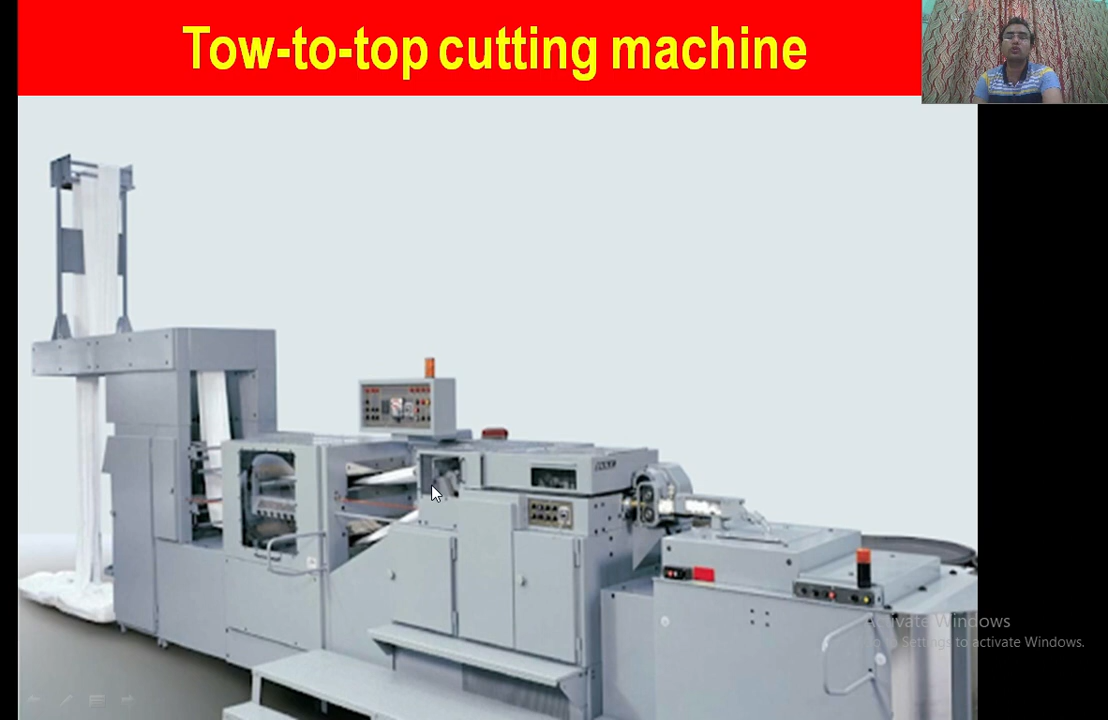 Tow-to-top cutting machine
Activate Windows
Go to Settings to activate Windows.